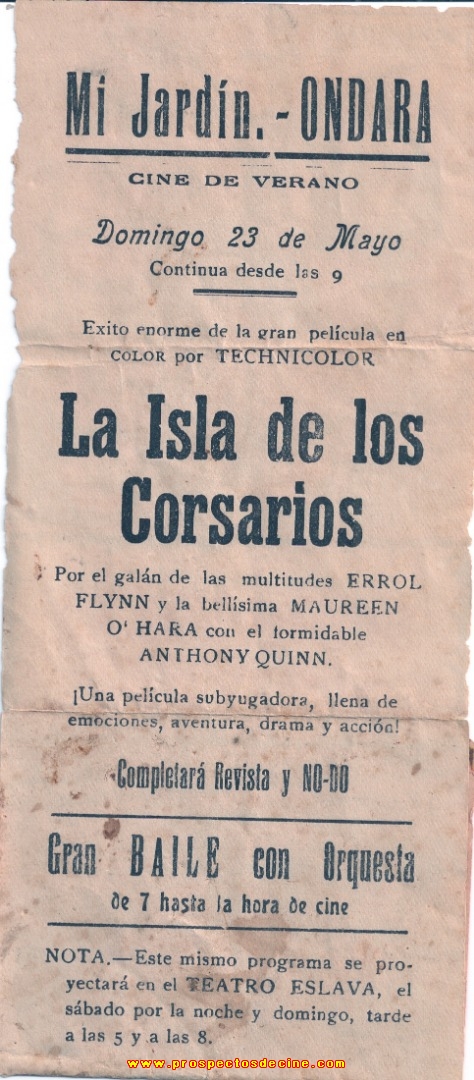 Mi Jardín.-ONDARA
CINE DE VERANO
Domingo 23 de Mayo
Continua desde las 9
Exito enorme de la gran película en
COLOR por TECHNICOLOR
La Isla de los
Corsarios
Por el galán de las multitudes ERROL
FLYNN y la bellísima MAUREEN
O' HARA con el formidable
ANTHONY QUINN.
¡Una película subyugadora, llena de
emociones, aventura, drama y acción!
Completará Revista y NO-DO
Gran BAILE con Orquesta
de 7 hasta la hora de cine
NOTA.—Este mismo programa se pro-
yectará en el TEATRO ESLAVA, el
sábado por la noche y domingo, tarde
a las 5 y a las 8.
www.prospectosdecine.com